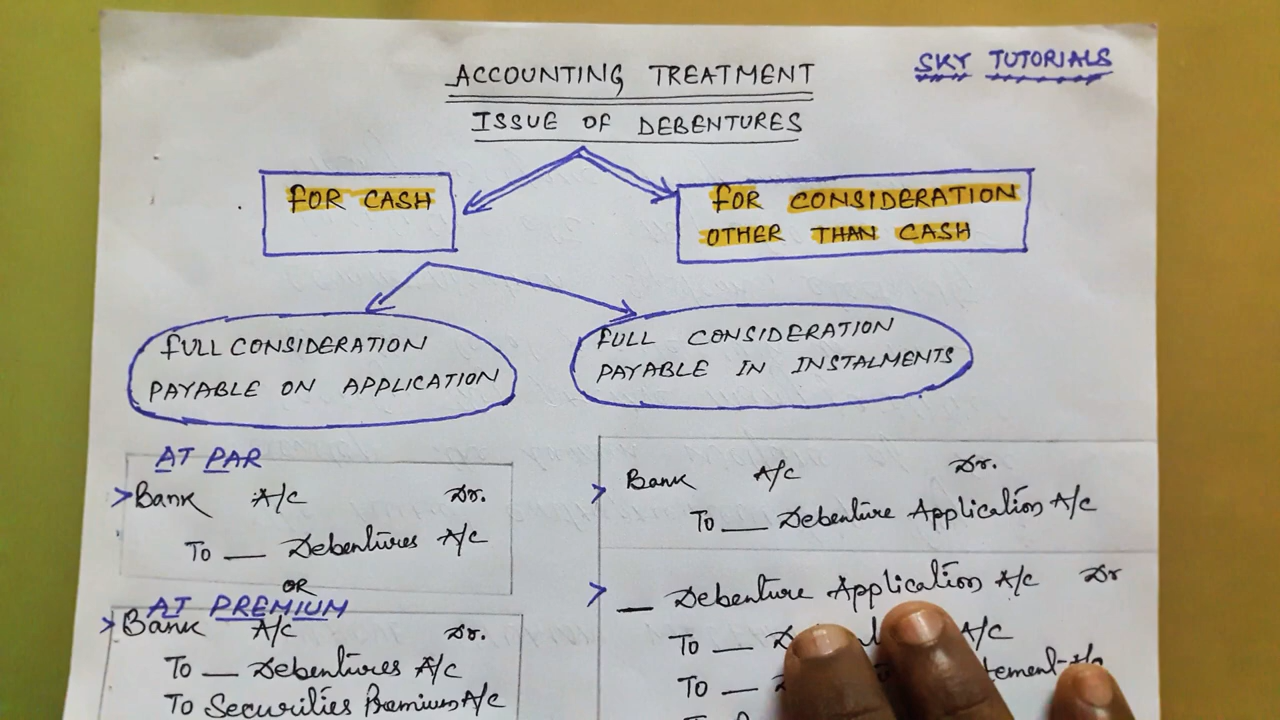 SKY TUTORIALS
ACCOUNTING TREATMENT
ISSUE OF DEBENTURES
FOR CASH
FOR CONSIDERATION
OTHER THAN CASH
FULL CONSIDERATION
PAYABLE ON APPLICATION
FULL CONSIDERATION
PAYABLE IN INSTALMENTS
AT PAR
> Bank A/c Dr.
To __ Debentures A/c
OR
AT PREMIUM
> Bank A/c Dr.
To __ Debentures A/c
To Securities Premium A/c
> Bank A/c Dr.
To __ Debenture Application A/c
> __ Debenture Application A/c Dr
To __ A/c
To __